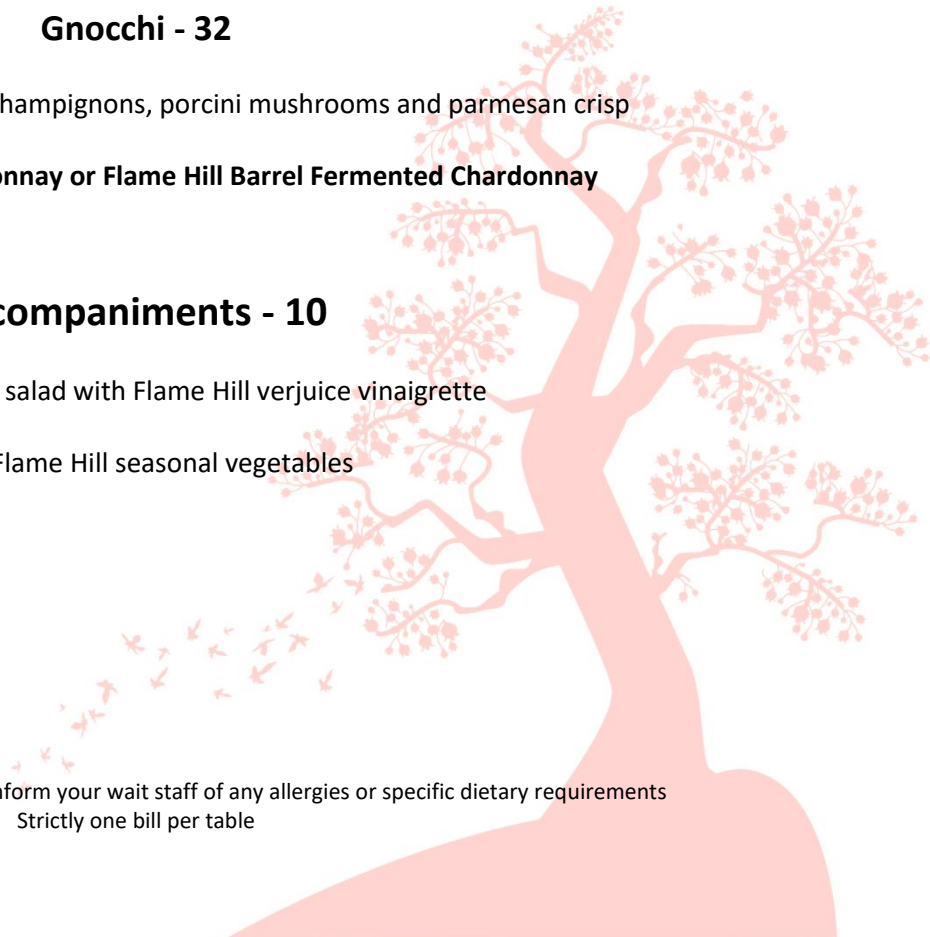 Gnocchi - 32
hampignons, porcini mushrooms and parmesan crisp
onnay or Flame Hill Barrel Fermented Chardonnay
companiments - 10
salad with Flame Hill verjuice vinaigrette
Flame Hill seasonal vegetables
form your wait staff of any allergies or specific dietary requirements
Strictly one bill per table